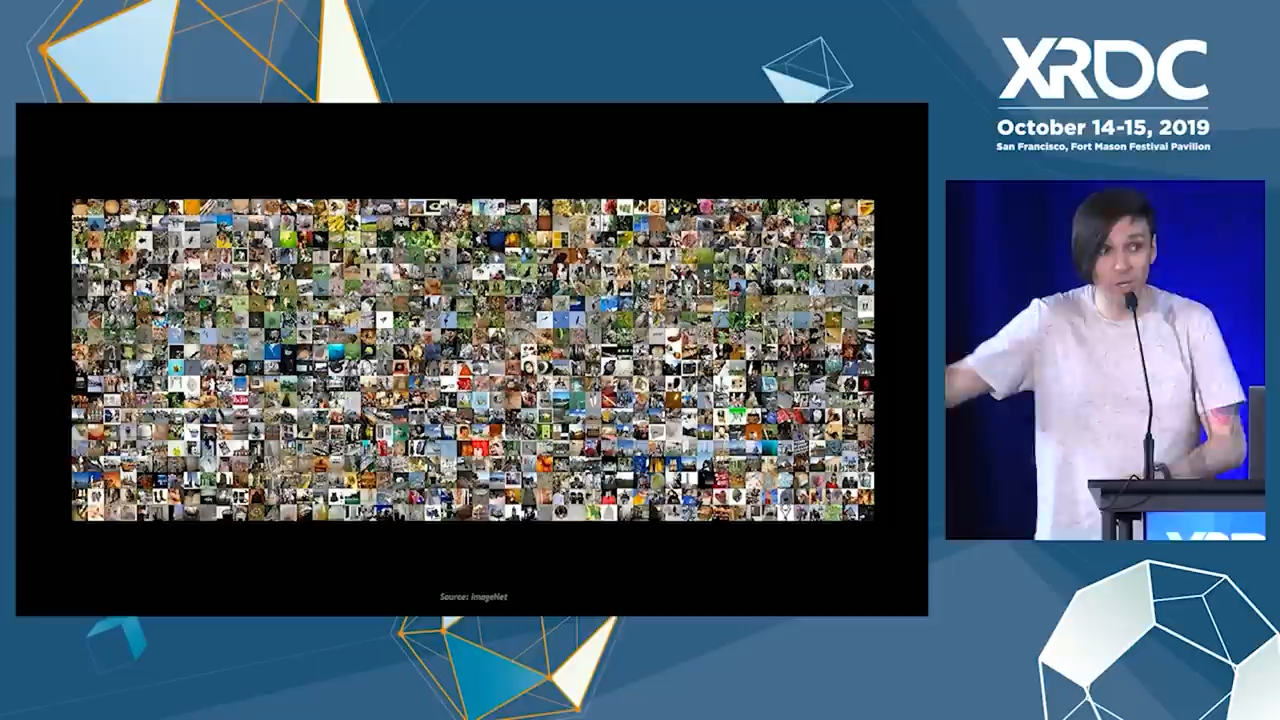 XRDC
October 14-15, 2019
San Francisco, Fort Mason Festival Pavilion
Source: ImageNet